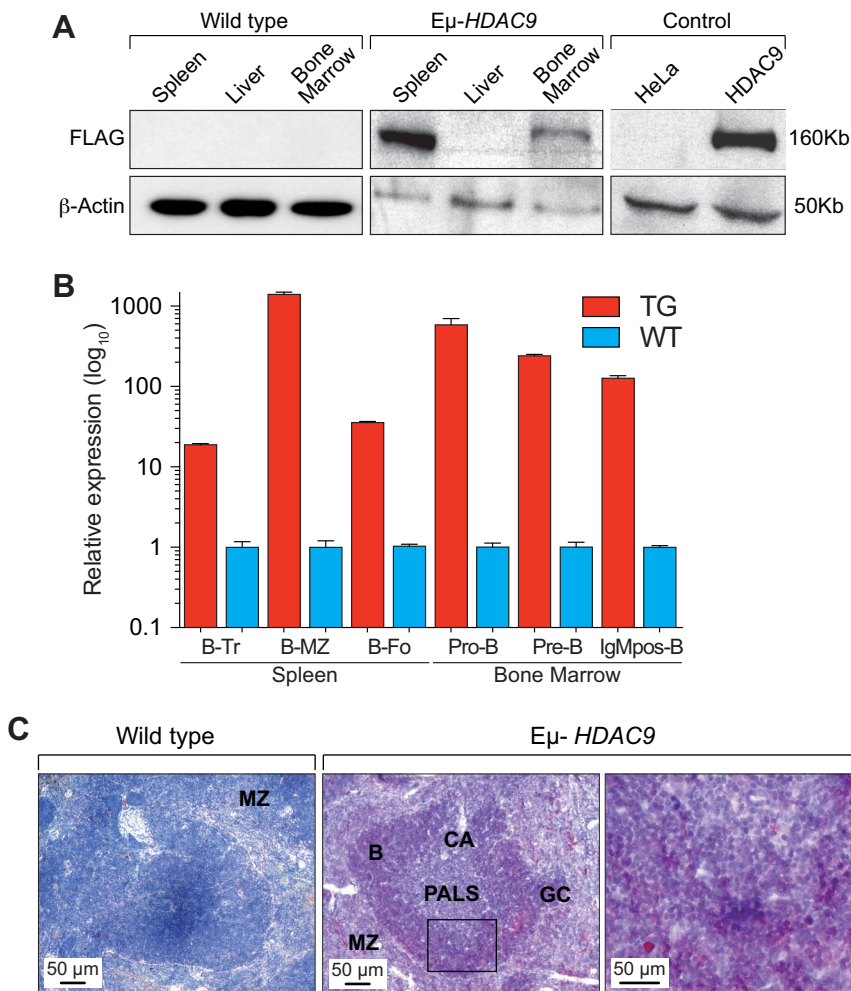 A
Wild type
Eµ-HDAC9
Control
Spleen
Liver
Bone
Marrow
Spleen
Liver
Bone
Marrow
HeLa
HDAC9
FLAG
160Kb
β-Actin
50Kb
B
1000
100
10
1
0.1
Relative expression (log10)
TG
WT
B-Tr
B-MZ
B-Fo
Pro-B
Pre-B
IgMpos-B
Spleen
Bone Marrow
C
Wild type
Eµ- HDAC9
MZ
50 µm
B
CA
PALS
GC
MZ
50 µm
50 µm